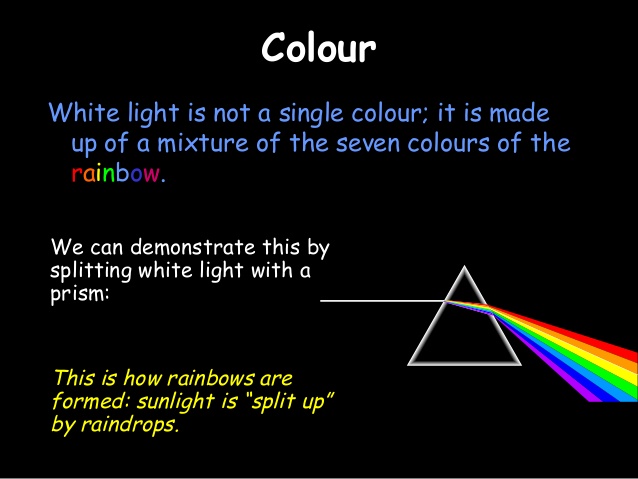 Colour
White light is not a single colour; it is made
up of a mixture of the seven colours of the
rainbow.
We can demonstrate this by
splitting white light with a
prism:
This is how rainbows are
formed: sunlight is “split up”
by raindrops.